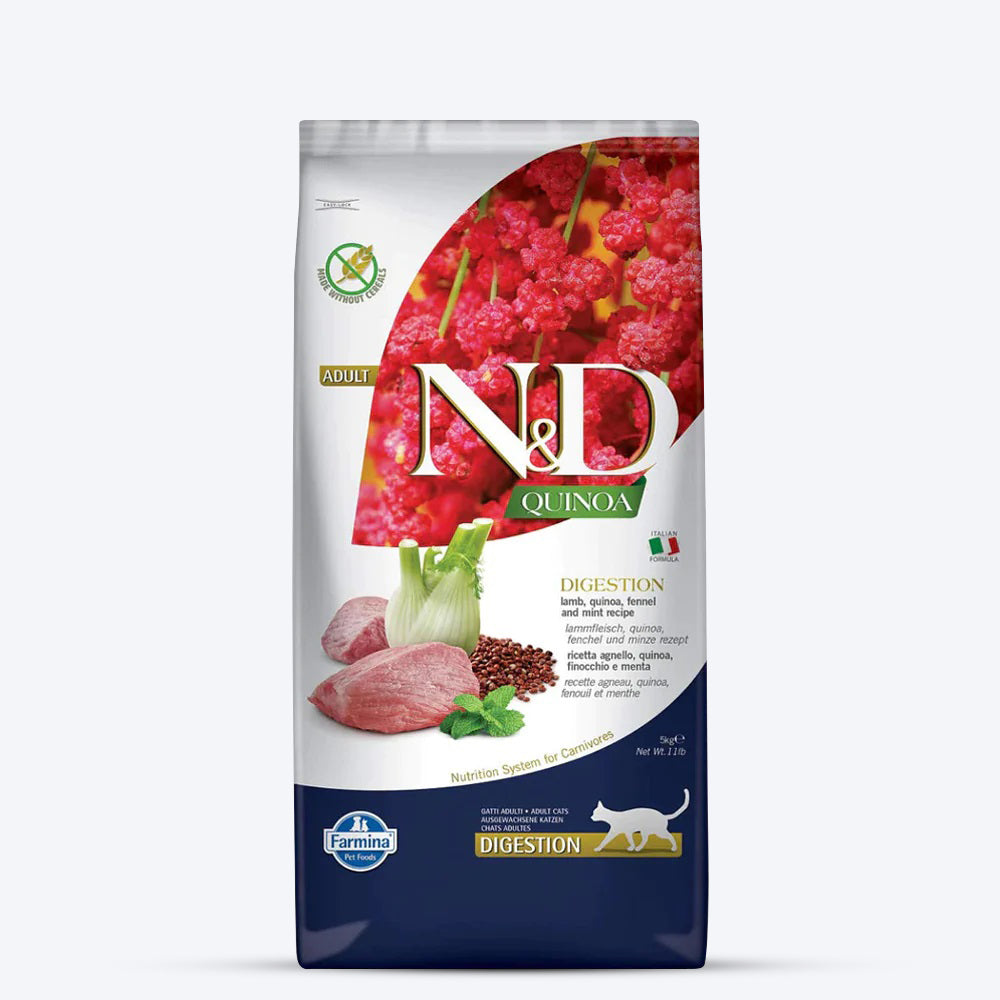 EASY-LOCK
MADE WITHOUT CEREALS
ADULT
N&D
QUINOA
ITALIAN
FORMULA
DIGESTION
lamb, quinoa, fennel
and mint recipe
lammfleisch, quinoa,
fenchel und minze rezept
ricetta agnello, quinoa,
finocchio e menta
recette agneau, quinoa,
fenouil et menthe
5kg℮
Net Wt.11lb
Nutrition System for Carnivores
GATTI ADULTI • ADULT CATS
AUSGEWACHSENE KATZEN
CHATS ADULTES
DIGESTION
Farmina®
Pet Foods